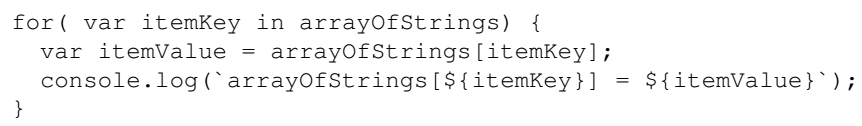 for( var itemKey in arrayOfStrings) {
  var itemValue = arrayOfStrings[itemKey];
  console.log(`arrayOfStrings[${itemKey}] = ${itemValue}`);
}